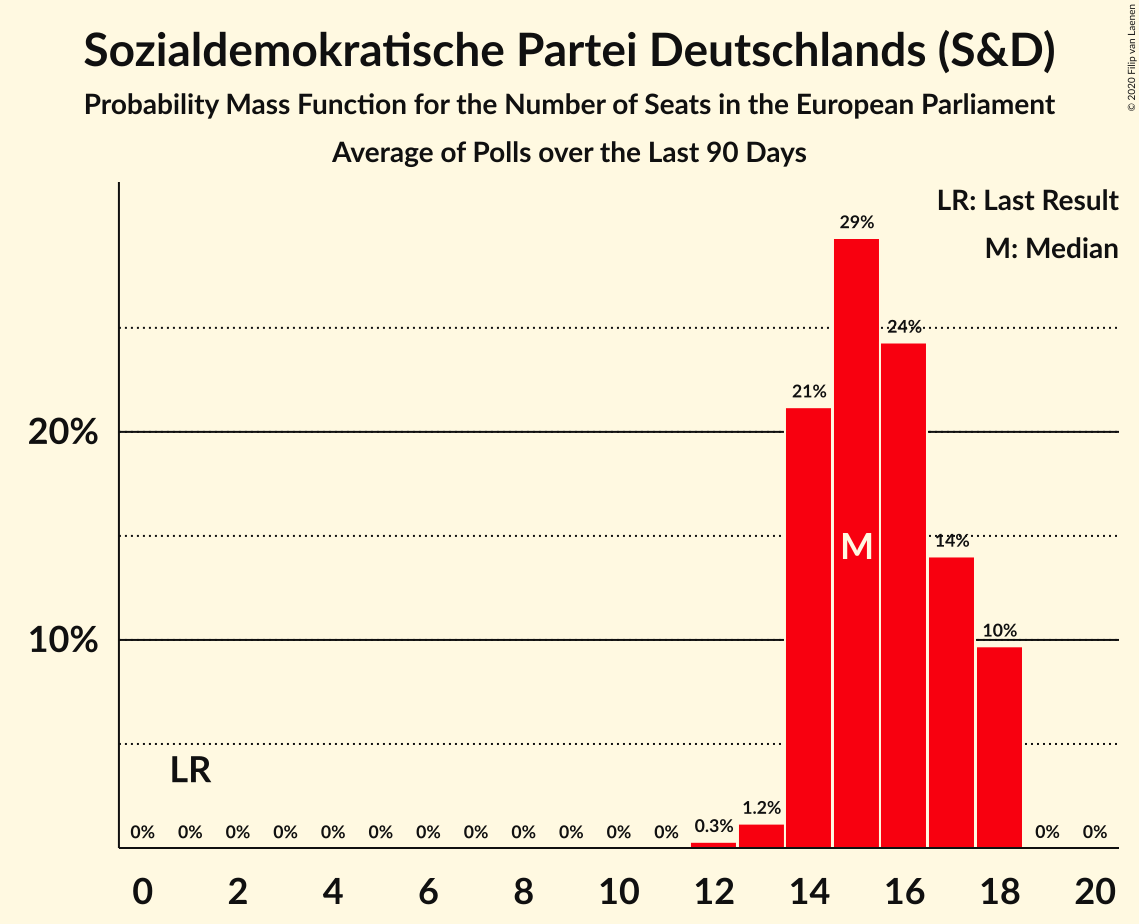 Sozialdemokratische Partei Deutschlands (S&D)
Probability Mass Function for the Number of Seats in the European Parliament
Average of Polls over the Last 90 Days
© 2020 Filip van Laenen
LR: Last Result
M: Median
29%
24%
21%
20%
M
14%
10%
10%
LR
1.2%
0.3%
0% 0% 0% 0% 0% 0% 0% 0% 0% 0% 0% 0% 0% 0%
0 2 4 6 8 10 12 14 16 18 20